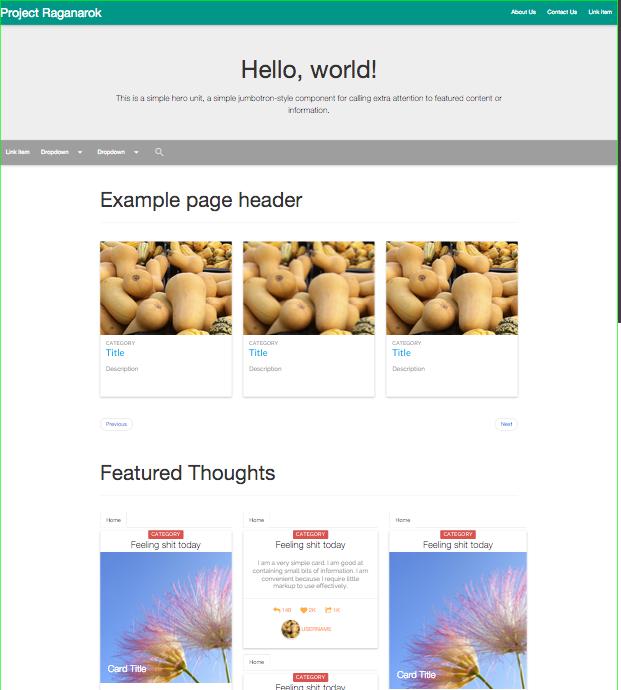 Project Raganarok
About Us Contact Us Link Item
Hello, world!
This is a simple hero unit, a simple jumbotron-style component for calling extra attention to featured content or
information.
Link Item Dropdown Dropdown
Example page header
CATEGORY CATEGORY CATEGORY
Title Title Title
Description Description Description
Previous Next
Featured Thoughts
Home Home Home
CATEGORY CATEGORY CATEGORY
Feeling shit today Feeling shit today Feeling shit today
I am a very simple card. I am good at
containing small bits of information. I am
convenient because I require little
markup to use effectively.
14B 2K 1K
USERNAME
Home
Card Title Card Title
CATEGORY
Feeling shit today